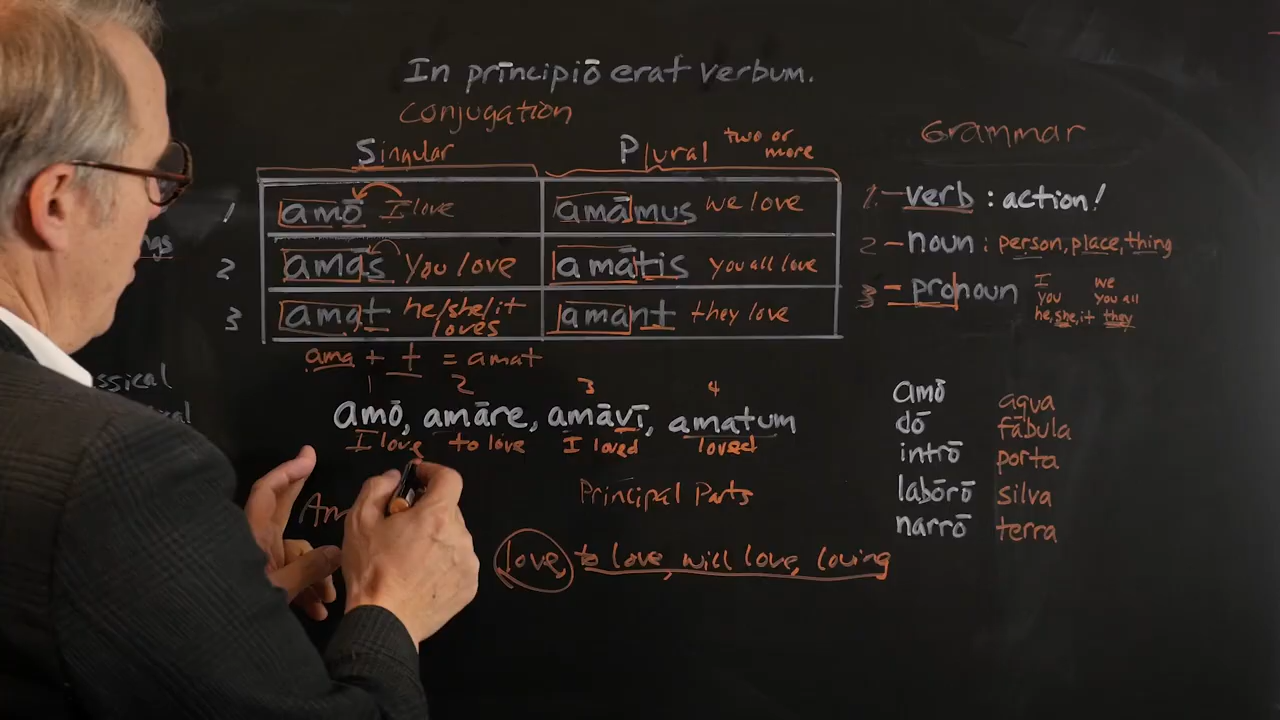 In prīncipiō erat verbum.
conjugation
Singular
Plural two or more
1 amō I love
amāmus we love
2 amās you love
amātis you all love
3 amat he/she/it loves
amant they love
ama + t = amat
1 2 3 4
amō, amāre, amāvī, amatum
I love to love I loved loved
Am
Principal Parts
love, to love, will love, loving
Grammar
1. – verb : action!
2 – noun : person, place, thing
3 – pronoun
I we
you you all
he, she, it they
amō aqua
dō fābula
intrō porta
labōrō silva
narrō terra
ngs
ssical